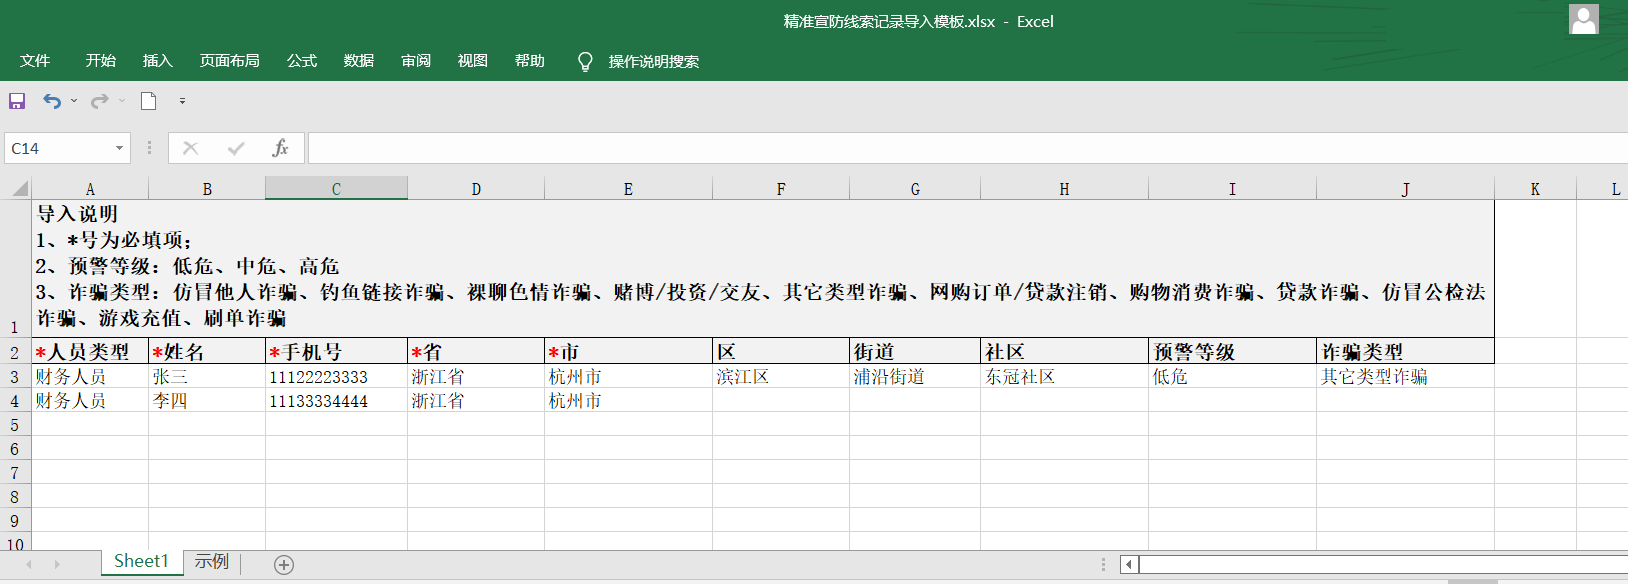 精准宣防线索记录导入模板.xlsx - Excel
文件 开始 插入 页面布局 公式 数据 审阅 视图 帮助 操作说明搜索
C14 fx
A B C D E F G H I J K L
导入说明
1、*号为必填项；
2、预警等级：低危、中危、高危
3、诈骗类型：仿冒他人诈骗、钓鱼链接诈骗、裸聊色情诈骗、赌博/投资/交友、其它类型诈骗、网购订单/贷款注销、购物消费诈骗、贷款诈骗、仿冒公检法
1 诈骗、游戏充值、刷单诈骗
2 *人员类型 *姓名 *手机号 *省 *市 区 街道 社区 预警等级 诈骗类型
3 财务人员 张三 11122223333 浙江省 杭州市 滨江区 浦沿街道 东冠社区 低危 其它类型诈骗
4 财务人员 李四 11133334444 浙江省 杭州市
5
6
7
8
9
10
Sheet1 示例